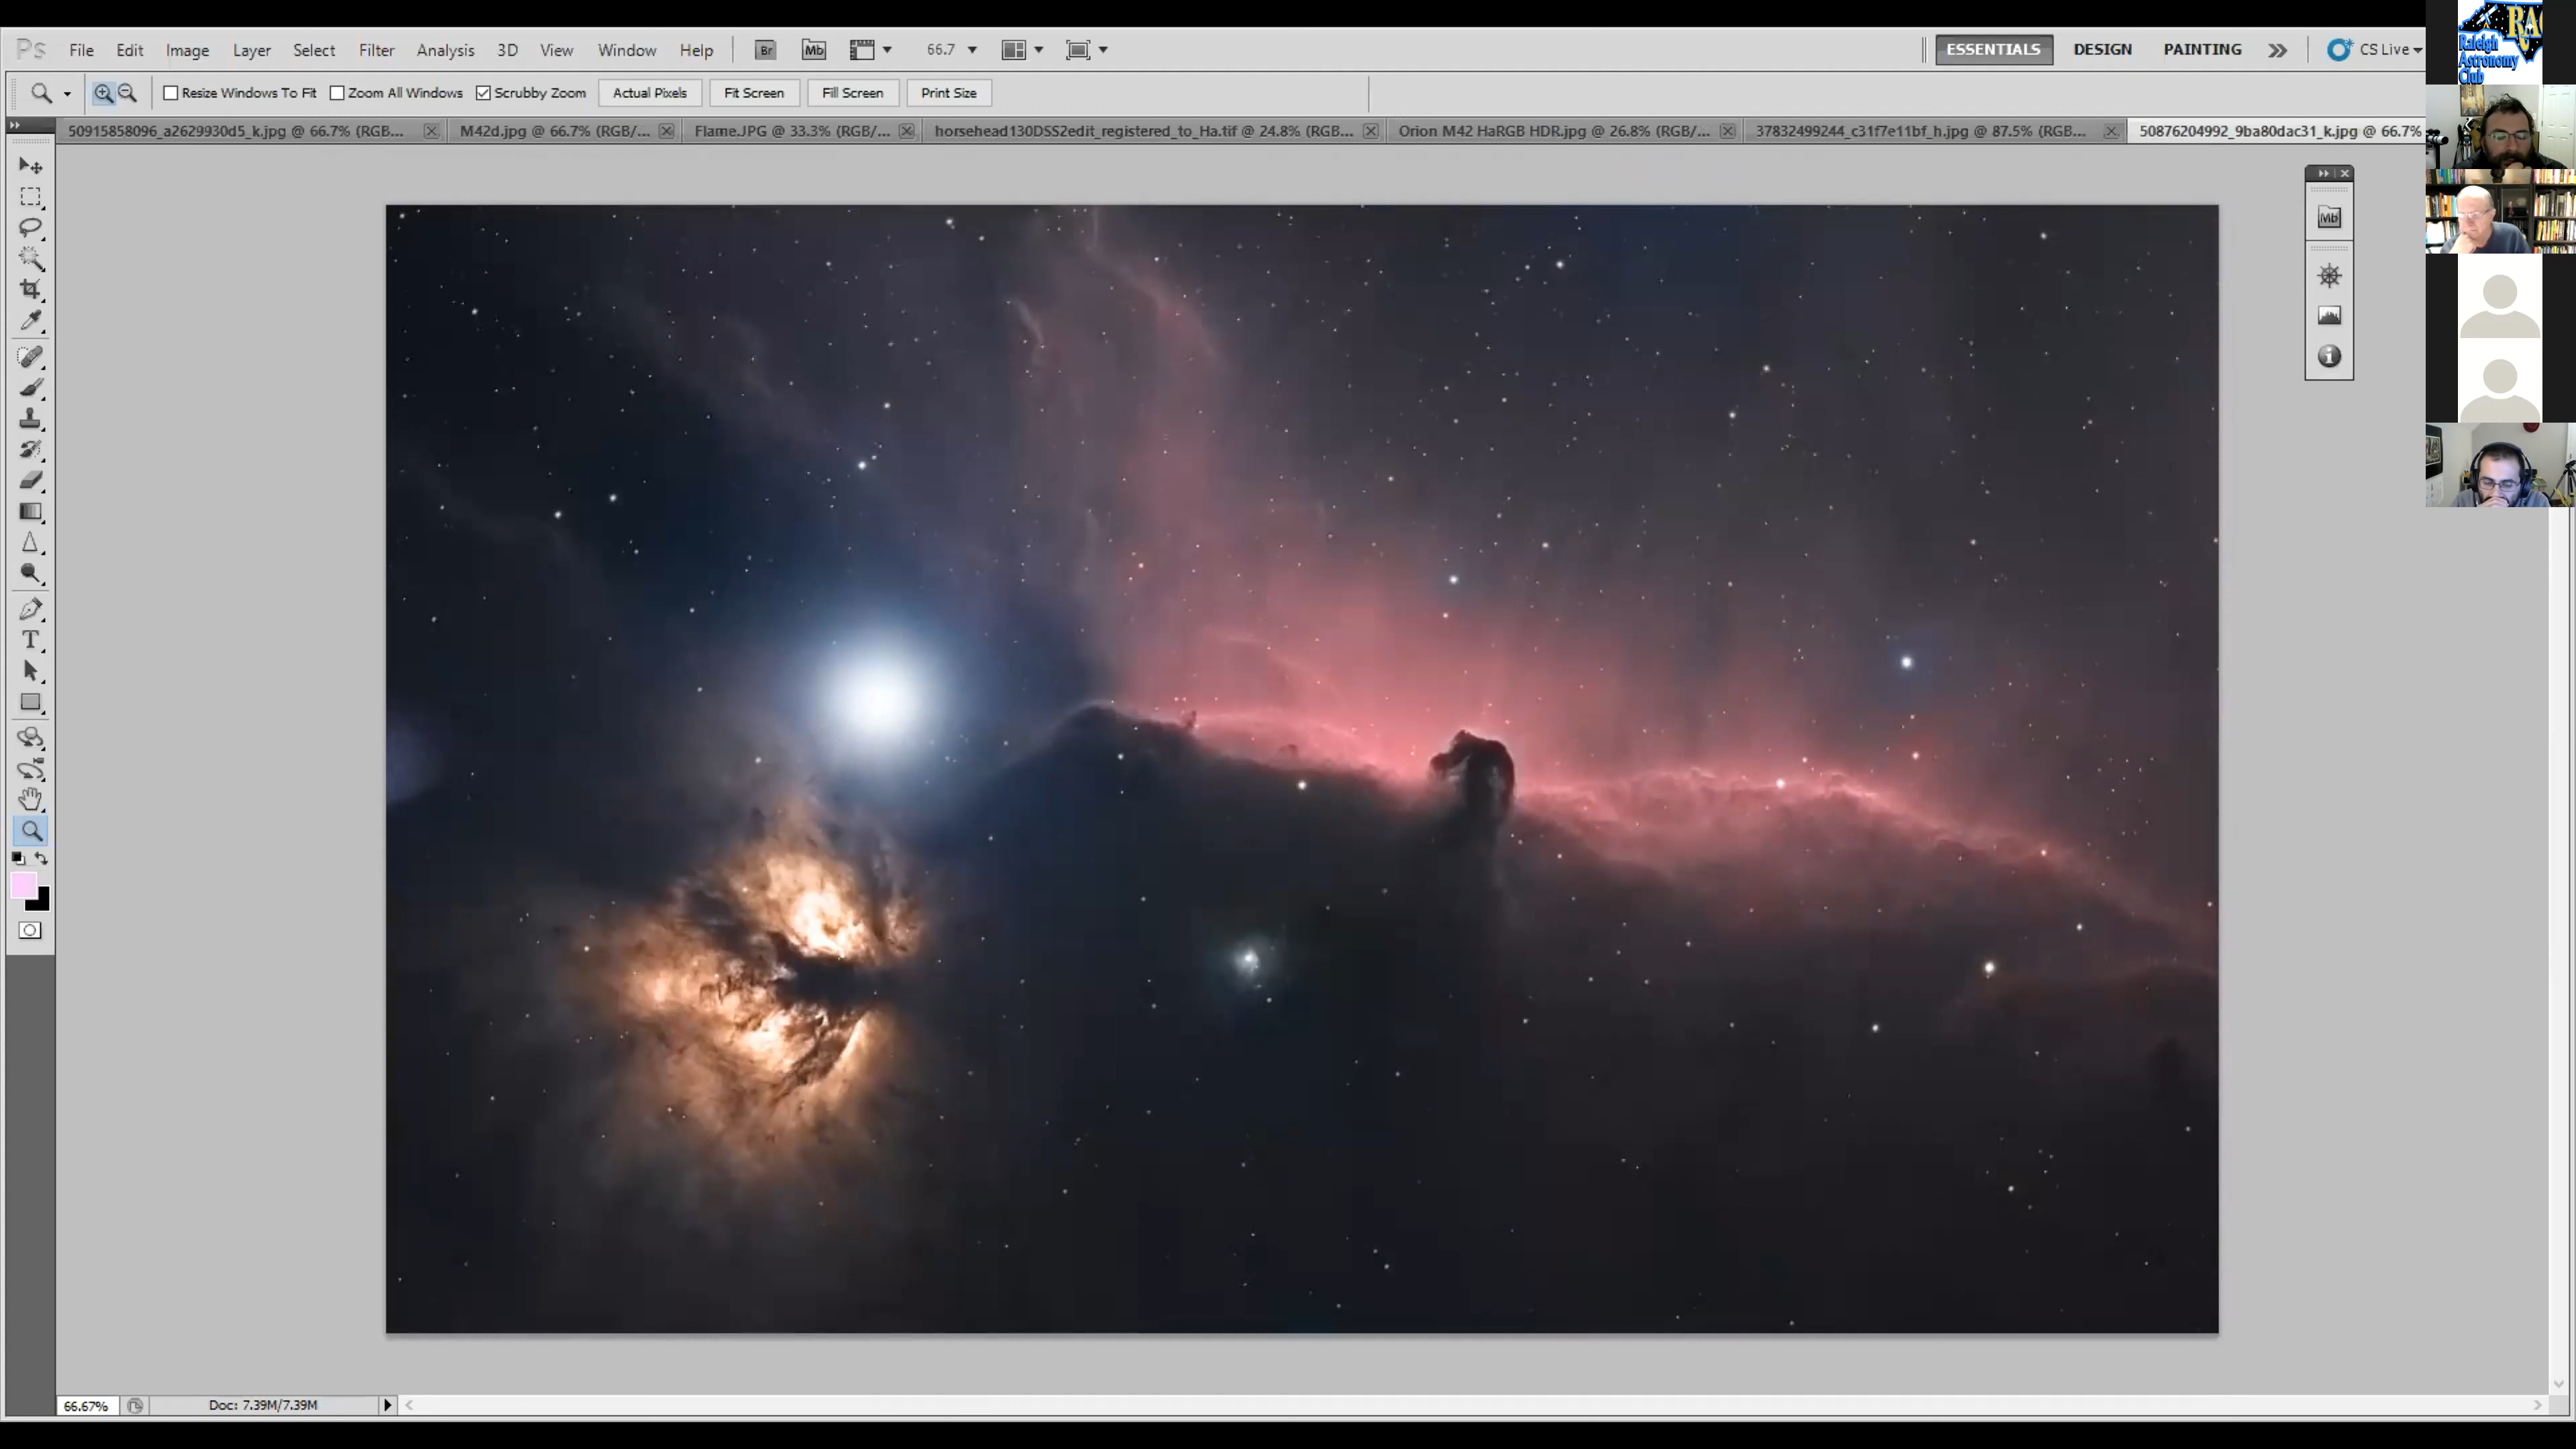 Ps File Edit Image Layer Select Filter Analysis 3D View Window Help Br Mb 66.7 ESSENTIALS DESIGN PAINTING CS Live
Resize Windows To Fit Zoom All Windows Scrubby Zoom Actual Pixels Fit Screen Fill Screen Print Size
50915858096_a2629930d5_k.jpg @ 66.7% (RGB... M42d.jpg @ 66.7% (RGB/... Flame.JPG @ 33.3% (RGB/... horsehead130DSS2edit_registered_to_Ha.tif @ 24.8% (RGB... Orion M42 HaRGB HDR.jpg @ 26.8% (RGB/... 37832499244_c31f7e11bf_h.jpg @ 87.5% (RGB... 50876204992_9ba80dac31_k.jpg @ 66.7%
Mb
T
66.67% Doc: 7.39M/7.39M
RAC
Raleigh
Astronomy
Club